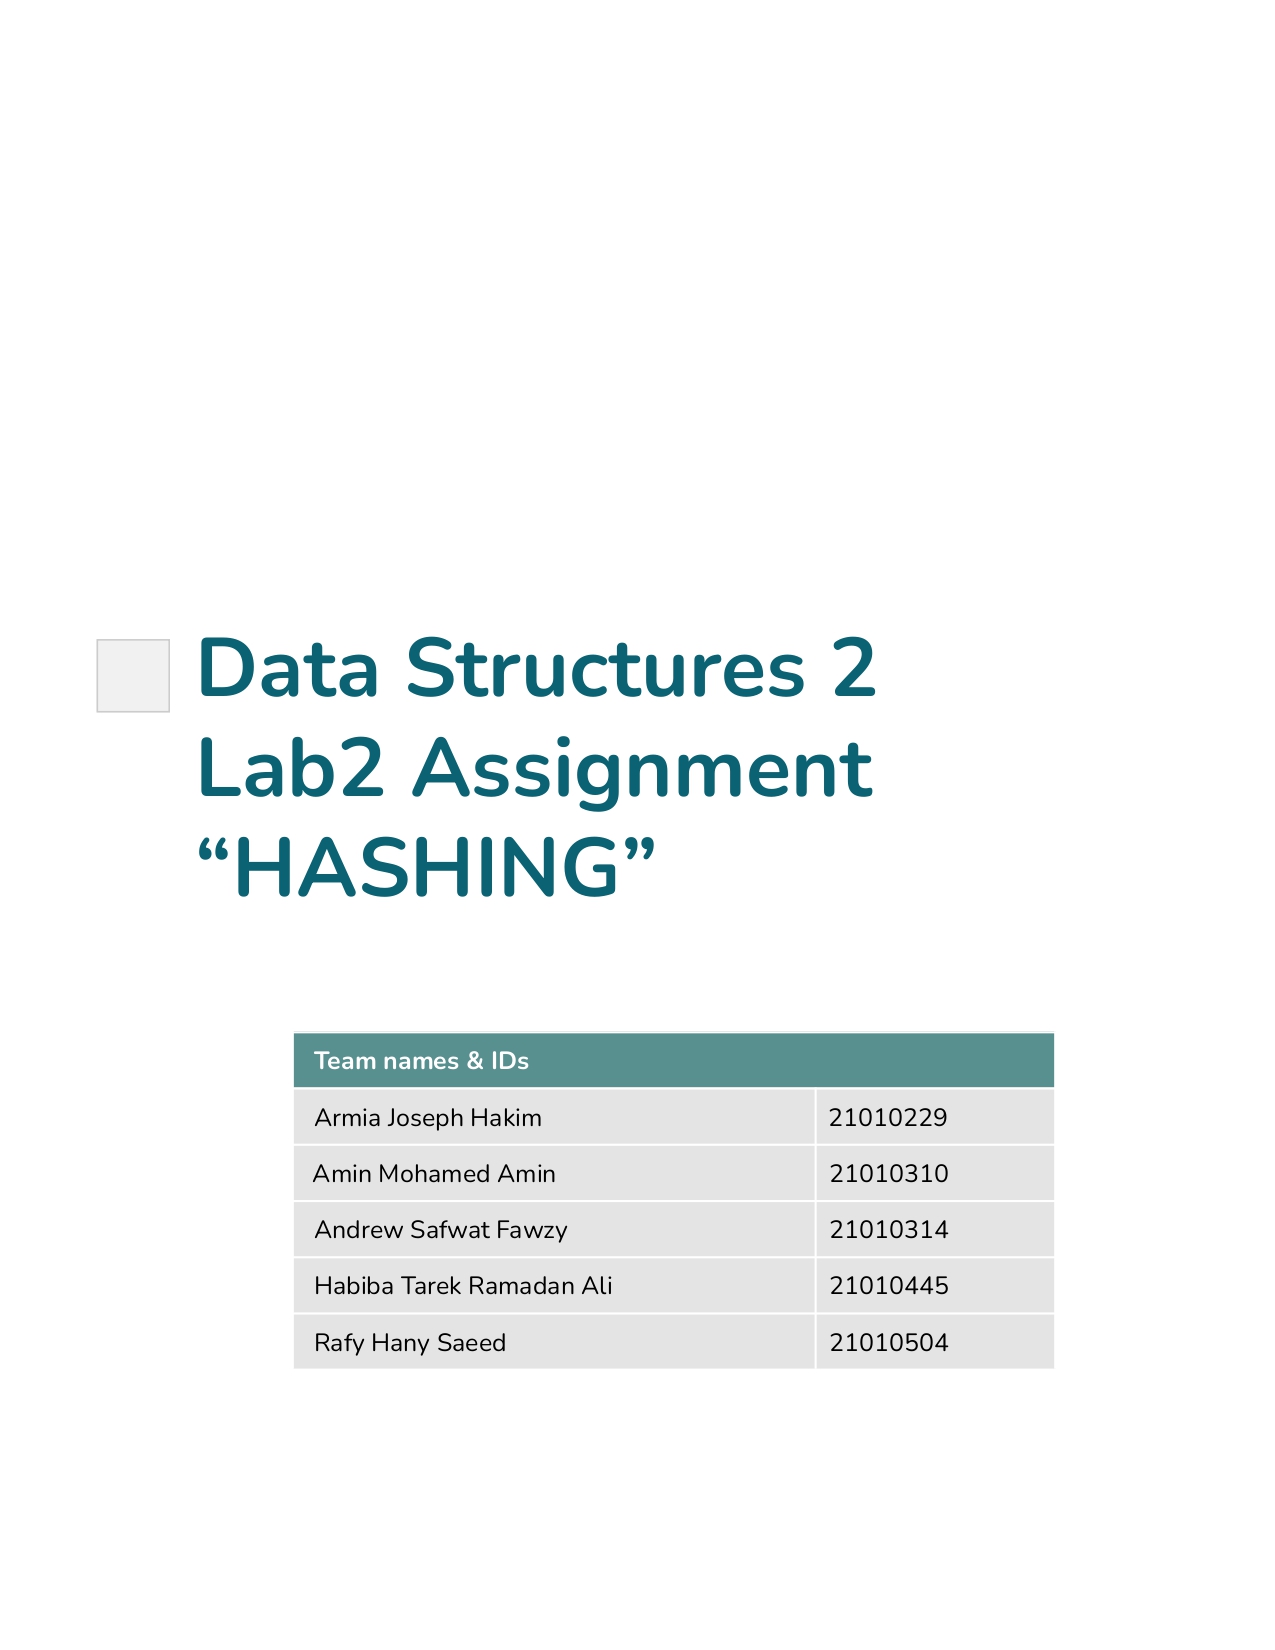 Data Structures 2
Lab2 Assignment
“HASHING”
Team names & IDs
Armia Joseph Hakim 21010229
Amin Mohamed Amin 21010310
Andrew Safwat Fawzy 21010314
Habiba Tarek Ramadan Ali 21010445
Rafy Hany Saeed 21010504